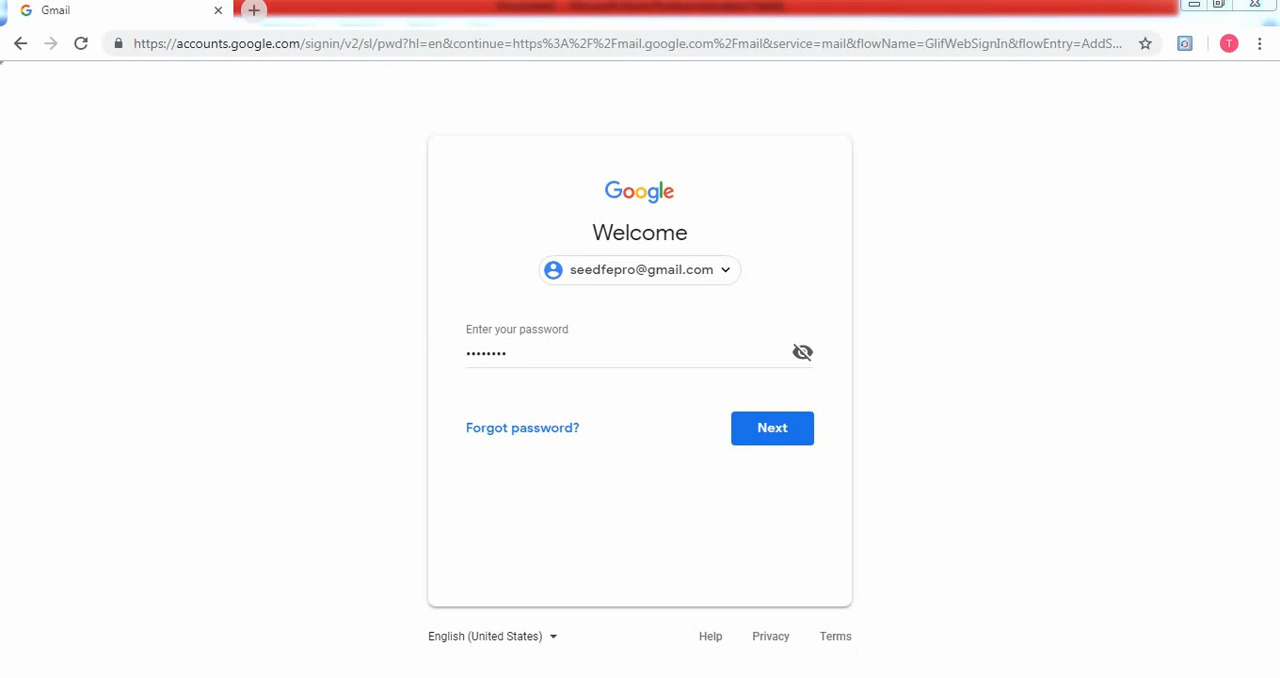 Gmail
https://accounts.google.com/signin/v2/sl/pwd?hl=en&continue=https%3A%2F%2Fmail.google.com%2Fmail&service=mail&flowName=GlifWebSignIn&flowEntry=AddS...
T
Google
Welcome
seedfepro@gmail.com
Enter your password
••••••••
Forgot password?
Next
English (United States)
Help
Privacy
Terms